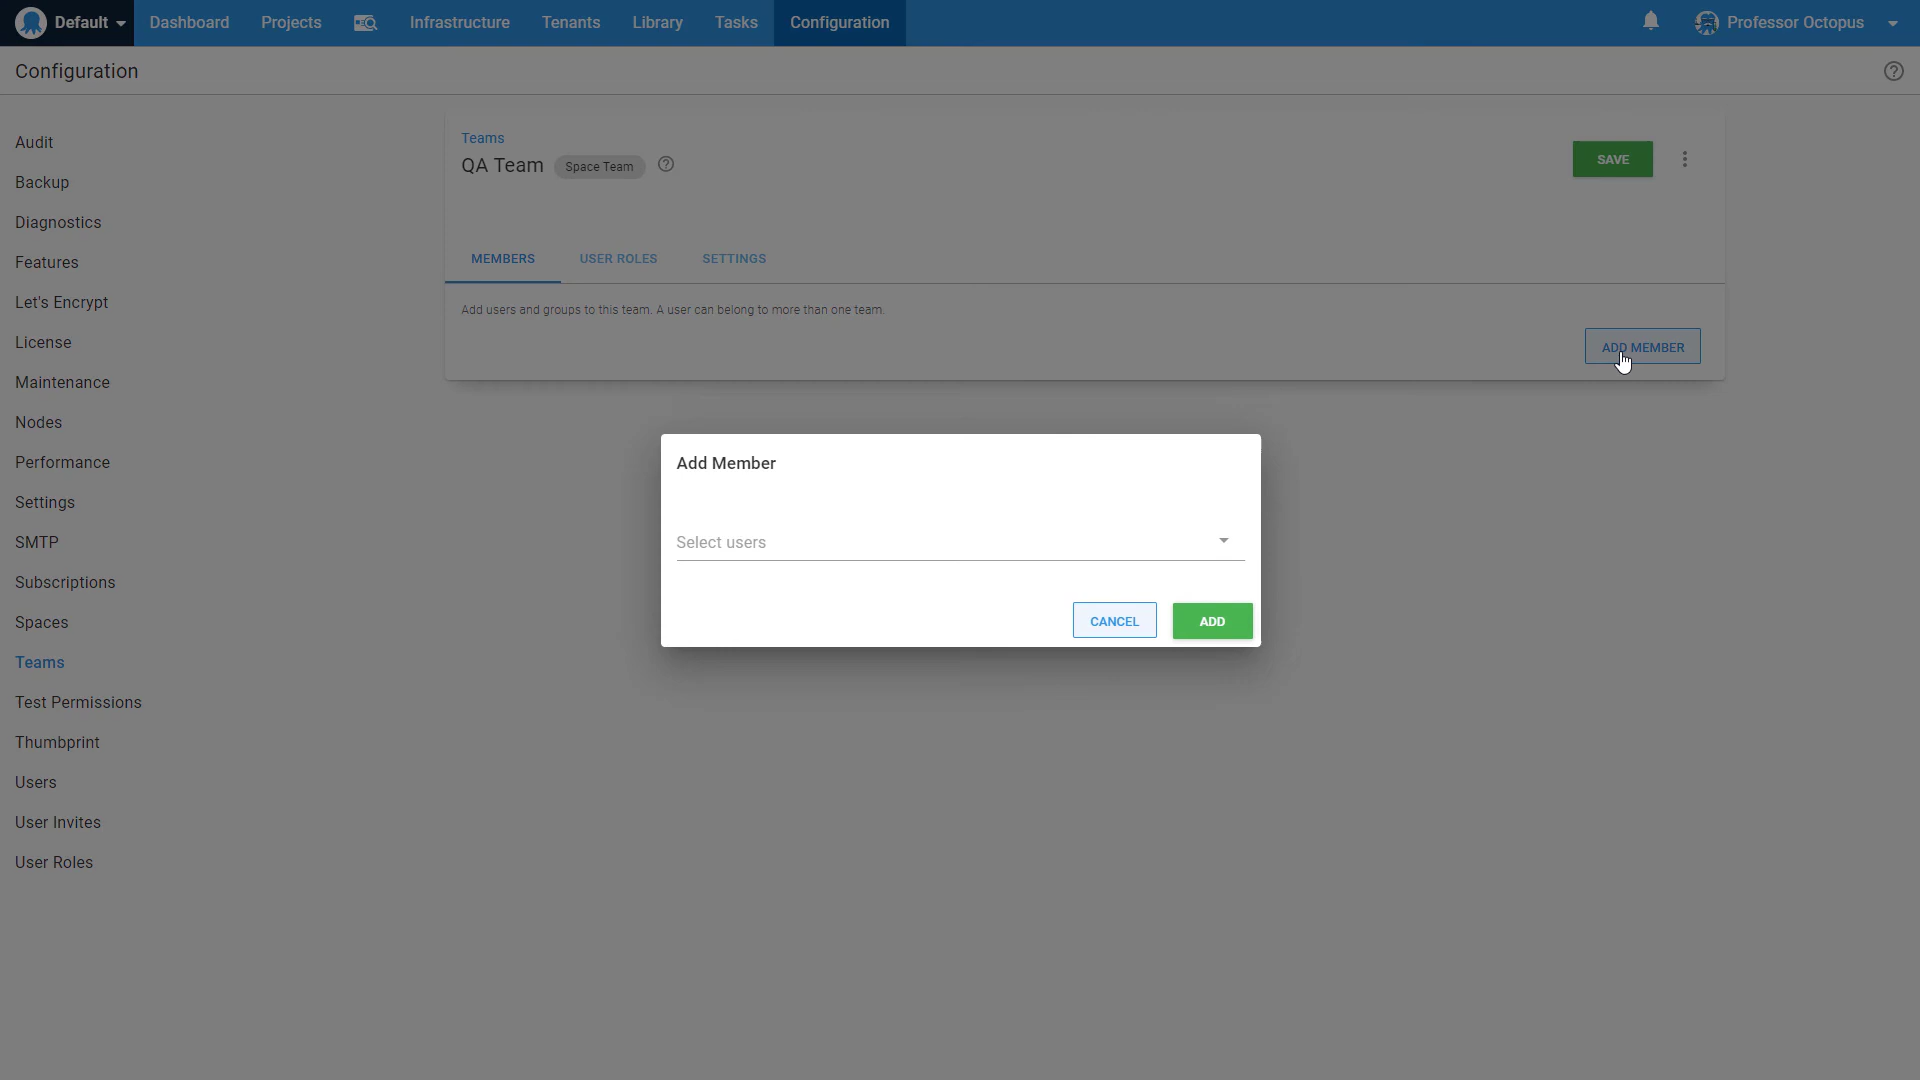 Default Dashboard Projects Infrastructure Tenants Library Tasks Configuration Professor Octopus
Configuration
Audit
Backup
Diagnostics
Features
Let's Encrypt
License
Maintenance
Nodes
Performance
Settings
SMTP
Subscriptions
Spaces
Teams
Test Permissions
Thumbprint
Users
User Invites
User Roles
Teams
QA Team Space Team
SAVE
MEMBERS USER ROLES SETTINGS
Add users and groups to this team. A user can belong to more than one team.
ADD MEMBER
Add Member
Select users
CANCEL ADD